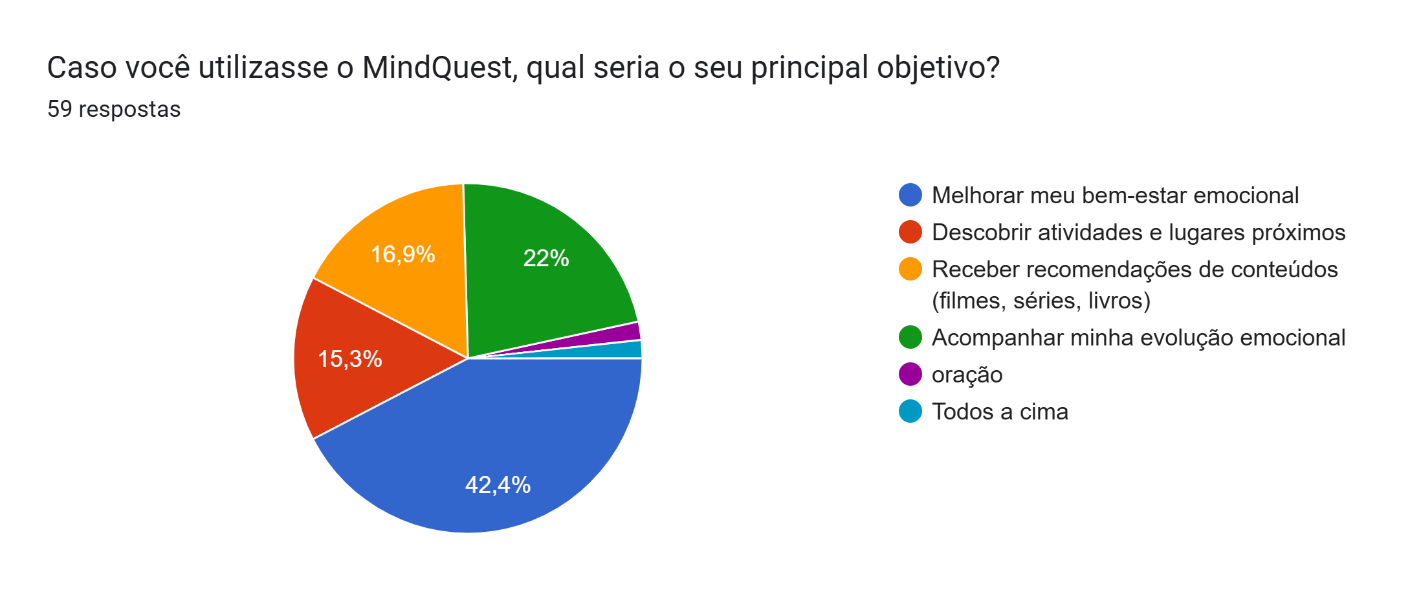 Caso você utilizasse o MindQuest, qual seria o seu principal objetivo?
59 respostas
16,9%
22%
15,3%
42,4%
Melhorar meu bem-estar emocional
Descobrir atividades e lugares próximos
Receber recomendações de conteúdos
(filmes, séries, livros)
Acompanhar minha evolução emocional
oração
Todos a cima